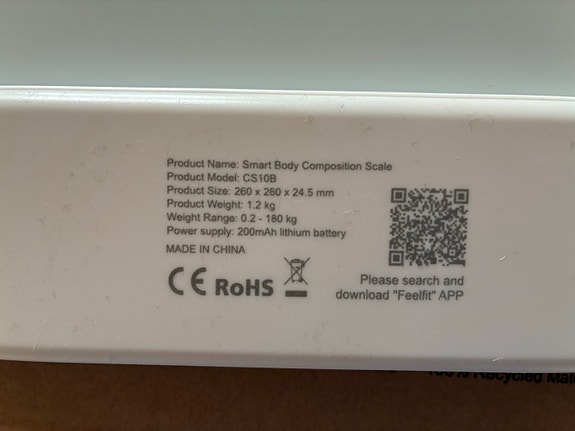 Product Name: Smart Body Composition Scale
Product Model: CS10B
Product Size: 260 x 260 x 24.5 mm
Product Weight: 1.2 kg
Weight Range: 0.2 - 180 kg
Power supply: 200mAh lithium battery
MADE IN CHINA
CE RoHS
Please search and
download "Feelfit" APP
Recycled